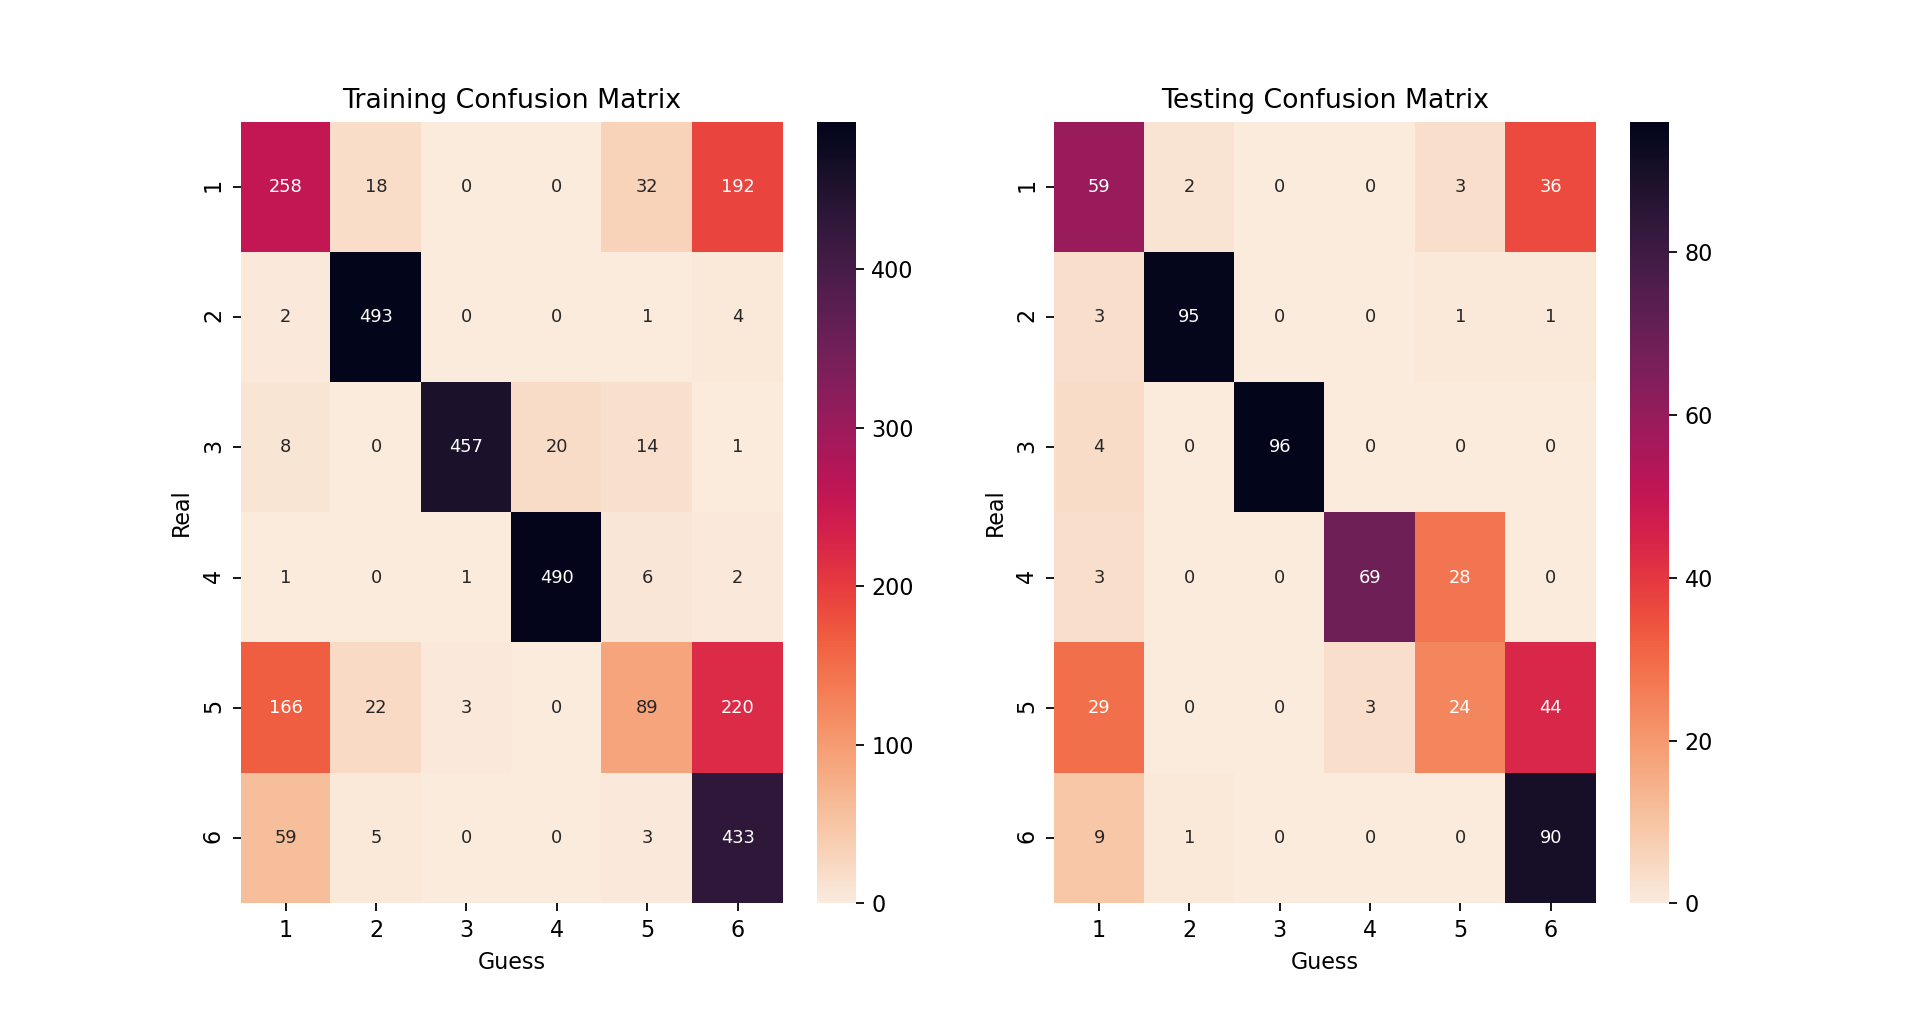 Training Confusion Matrix
1 258 18 0 0 32 192
2 2 493 0 0 1 4
3 8 0 457 20 14 1
4 1 0 1 490 6 2
5 166 22 3 0 89 220
6 59 5 0 0 3 433
1 2 3 4 5 6
Guess
Real
400
300
200
100
0
Testing Confusion Matrix
1 59 2 0 0 3 36
2 3 95 0 0 1 1
3 4 0 96 0 0 0
4 3 0 0 69 28 0
5 29 0 0 3 24 44
6 9 1 0 0 0 90
1 2 3 4 5 6
Guess
Real
80
60
40
20
0